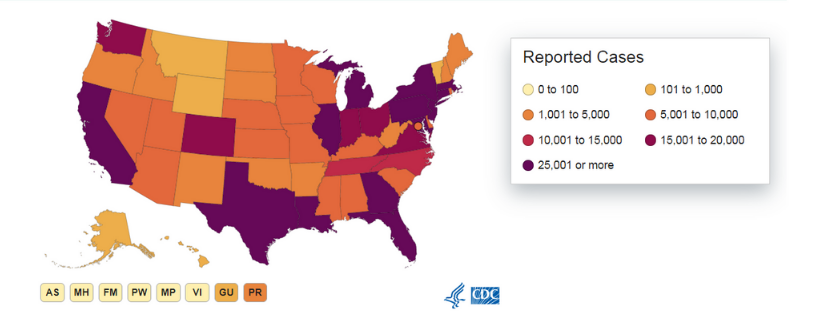 Reported Cases
0 to 100
101 to 1,000
1,001 to 5,000
5,001 to 10,000
10,001 to 15,000
15,001 to 20,000
25,001 or more
AS MH FM PW MP VI GU PR
CDC